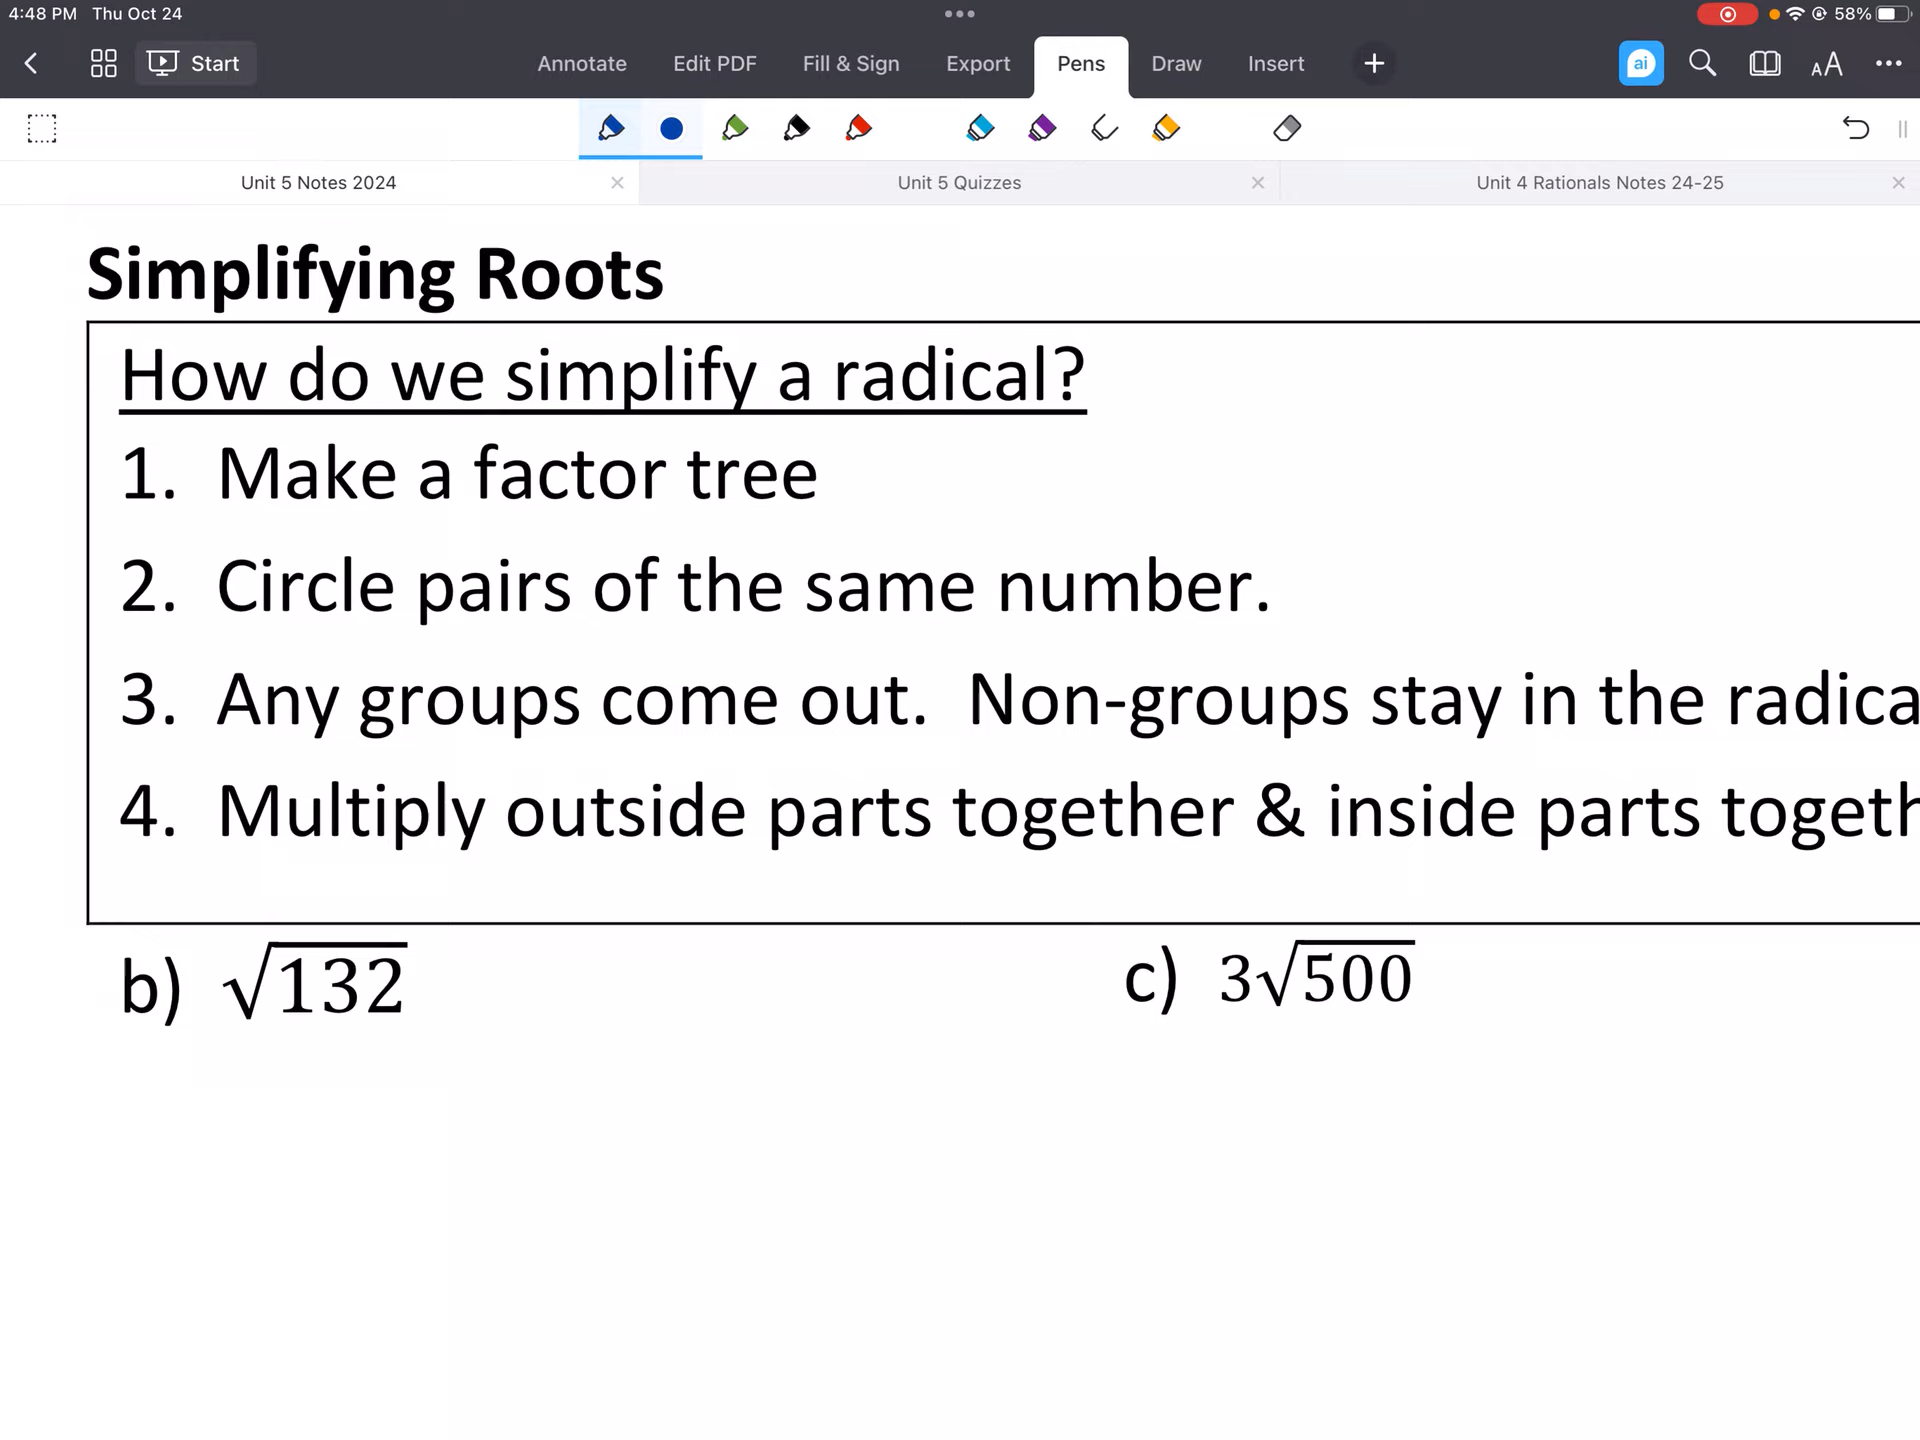 4:48 PM Thu Oct 24
58%
Start
Annotate Edit PDF Fill & Sign Export Pens Draw Insert
ai
AA
Unit 5 Notes 2024
Unit 5 Quizzes
Unit 4 Rationals Notes 24-25
Simplifying Roots
How do we simplify a radical?
1. Make a factor tree
2. Circle pairs of the same number.
3. Any groups come out. Non-groups stay in the radica
4. Multiply outside parts together & inside parts togeth
b) √132
c) 3√500